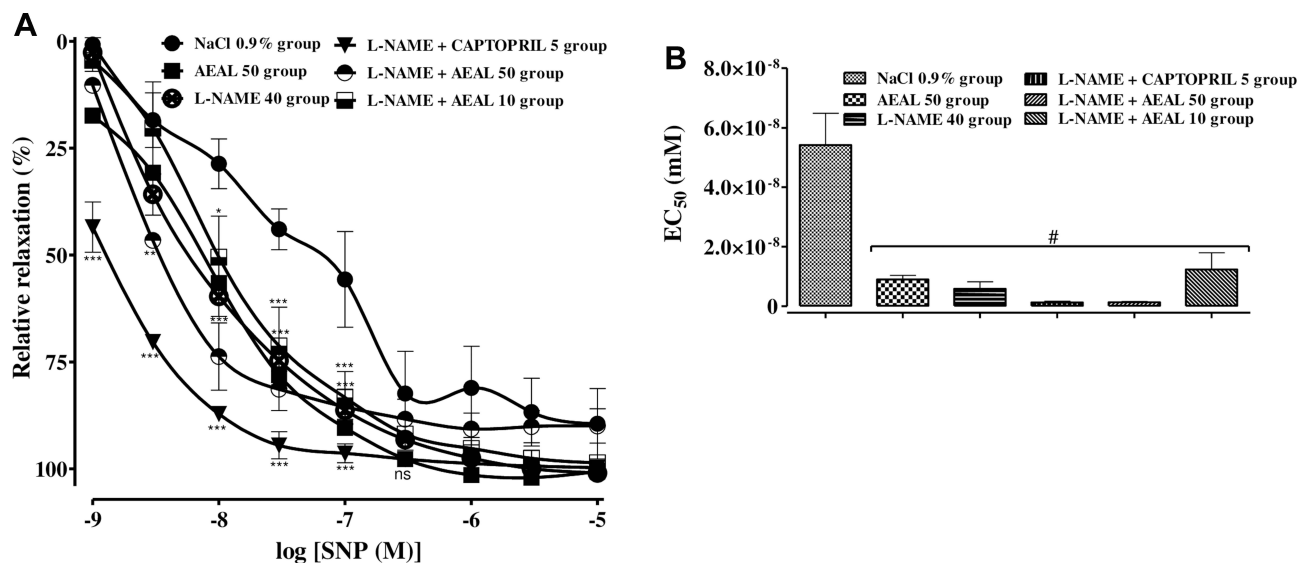 A
0
25
50
75
100
Relative relaxation (%)
NaCl 0.9% group
AEAL 50 group
L-NAME 40 group
L-NAME + CAPTOPRIL 5 group
L-NAME + AEAL 50 group
L-NAME + AEAL 10 group
*
***
**
***
***
***
***
***
***
***
***
***
ns
-9
-8
-7
-6
-5
log [SNP (M)]
B
8.0×10⁻⁸
6.0×10⁻⁸
4.0×10⁻⁸
2.0×10⁻⁸
0
EC₅₀ (mM)
NaCl 0.9% group
AEAL 50 group
L-NAME 40 group
L-NAME + CAPTOPRIL 5 group
L-NAME + AEAL 50 group
L-NAME + AEAL 10 group
#